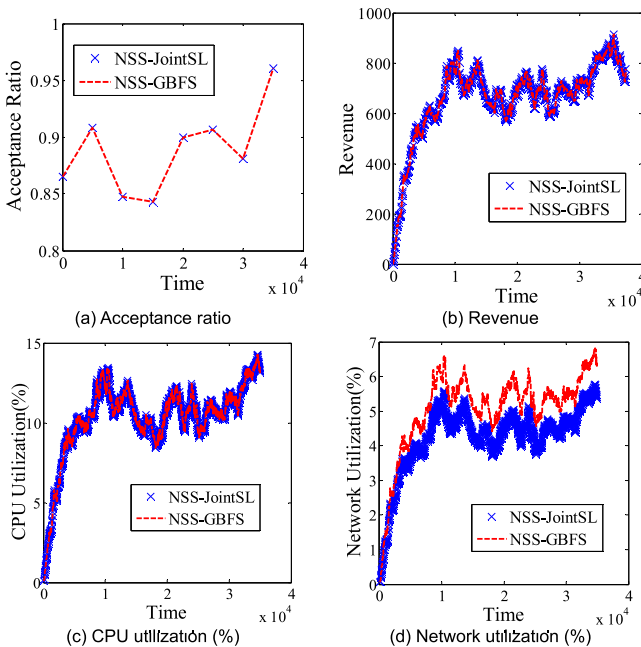 1
0.95
0.9
0.85
0.8
Acceptance Ratio
NSS-JointSL
NSS-GBFS
0 1 2 3 4
x 10^4
Time
(a) Acceptance ratio
1000
800
600
400
200
0
Revenue
NSS-JointSL
NSS-GBFS
0 1 2 3 4
x 10^4
Time
(b) Revenue
15
10
5
0
CPU Utilization(%)
NSS-JointSL
NSS-GBFS
0 1 2 3 4
x 10^4
Time
(c) CPU utilization (%)
7
6
5
4
3
2
1
0
Network Utilization(%)
NSS-JointSL
NSS-GBFS
0 1 2 3 4
x 10^4
Time
(d) Network utilization (%)